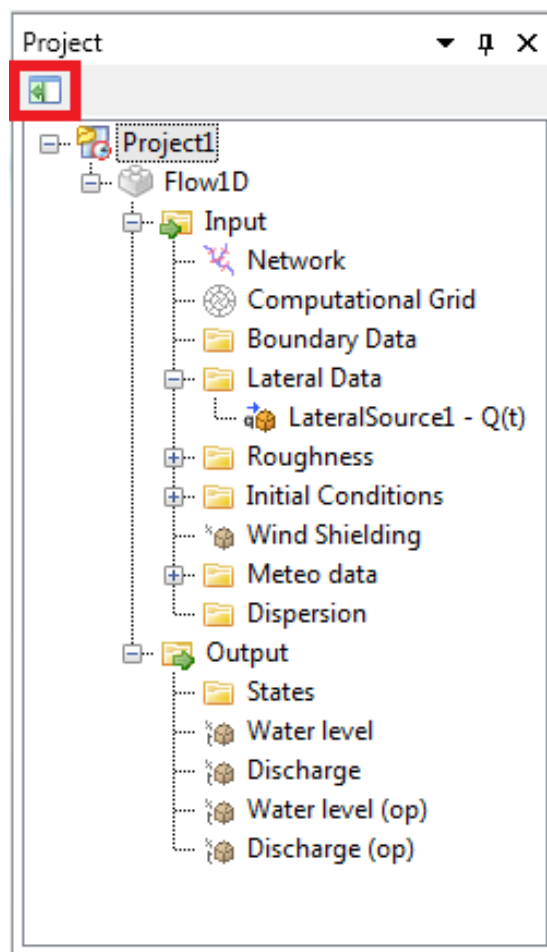 Project
Project1
Flow1D
Input
Network
Computational Grid
Boundary Data
Lateral Data
LateralSource1 - Q(t)
Roughness
Initial Conditions
Wind Shielding
Meteo data
Dispersion
Output
States
Water level
Discharge
Water level (op)
Discharge (op)